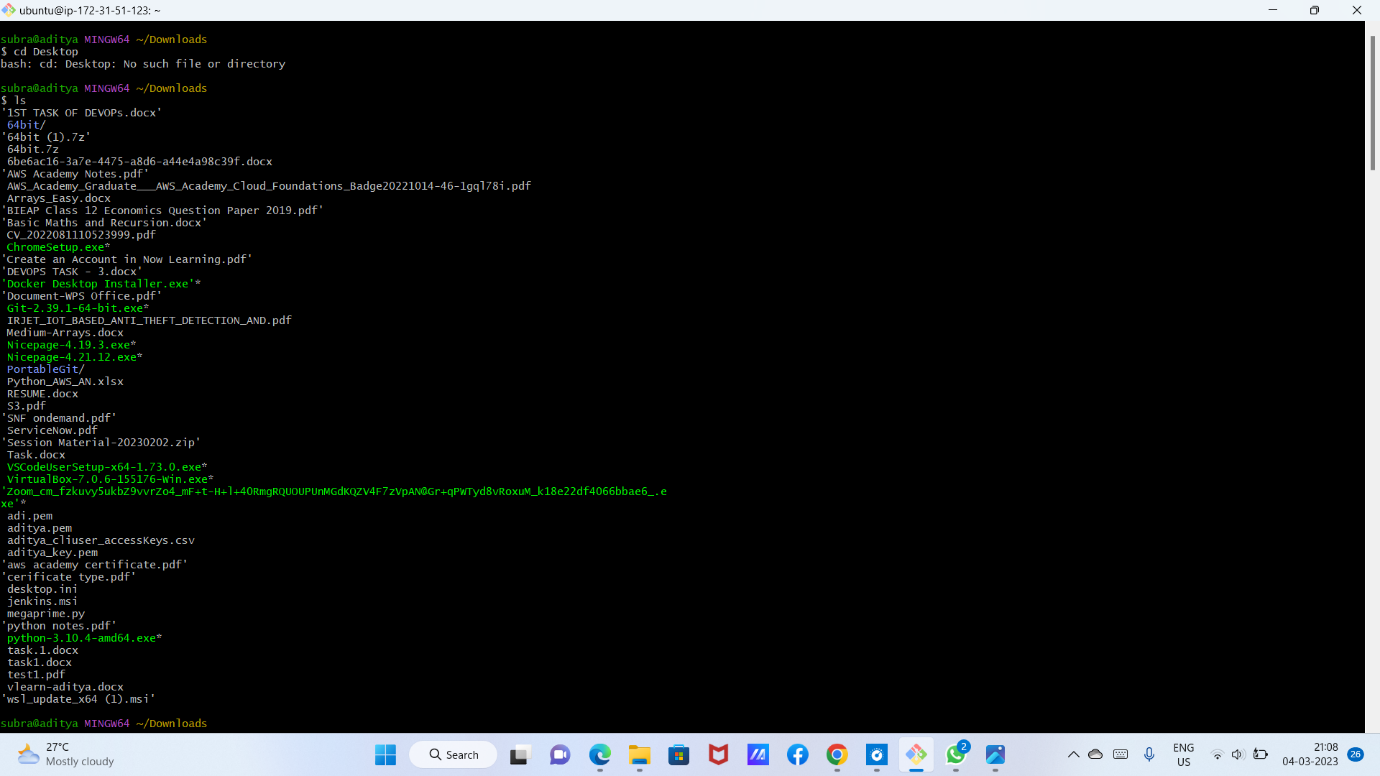 ubuntu@ip-172-31-51-123: ~
subra@aditya MINGW64 ~/Downloads
$ cd Desktop
bash: cd: Desktop: No such file or directory
subra@aditya MINGW64 ~/Downloads
$ ls
'1ST TASK OF DEVOPs.docx'
64bit/
'64bit (1).7z'
64bit.7z
6be6ac16-3a7e-4475-a8d6-a44e4a98c39f.docx
'AWS Academy Notes.pdf'
AWS_Academy_Graduate___AWS_Academy_Cloud_Foundations_Badge20221014-46-1gql78i.pdf
Arrays_Easy.docx
'BIEAP Class 12 Economics Question Paper 2019.pdf'
'Basic Maths and Recursion.docx'
CV_2022081110523999.pdf
ChromeSetup.exe*
'Create an Account in Now Learning.pdf'
'DEVOPS TASK - 3.docx'
'Docker Desktop Installer.exe'*
'Document-WPS Office.pdf'
Git-2.39.1-64-bit.exe*
IRJET_IOT_BASED_ANTI_THEFT_DETECTION_AND.pdf
Medium-Arrays.docx
Nicepage-4.19.3.exe*
Nicepage-4.21.12.exe*
PortableGit/
Python_AWS_AN.xlsx
RESUME.docx
S3.pdf
'SNF ondemand.pdf'
ServiceNow.pdf
'Session Material-20230202.zip'
Task.docx
VSCodeUserSetup-x64-1.73.0.exe*
VirtualBox-7.0.6-155176-Win.exe*
'Zoom_cm_fzkuvy5ukbZ9vvrZo4_mF+t-H+l+4ORmgRQUOUPUnMGdKQZV4F7zVpAN@Gr+qPWTyd8vRoxuM_k18e22df4066bbae6_.e
xe'*
adi.pem
aditya.pem
aditya_cliuser_accessKeys.csv
aditya_key.pem
'aws academy certificate.pdf'
'cerificate type.pdf'
desktop.ini
jenkins.msi
megaprime.py
'python notes.pdf'
python-3.10.4-amd64.exe*
task.1.docx
task1.docx
test1.pdf
vlearn-aditya.docx
'wsl_update_x64 (1).msi'
subra@aditya MINGW64 ~/Downloads
27°C
Mostly cloudy
Search
2
ENG
US
21:08
04-03-2023
26